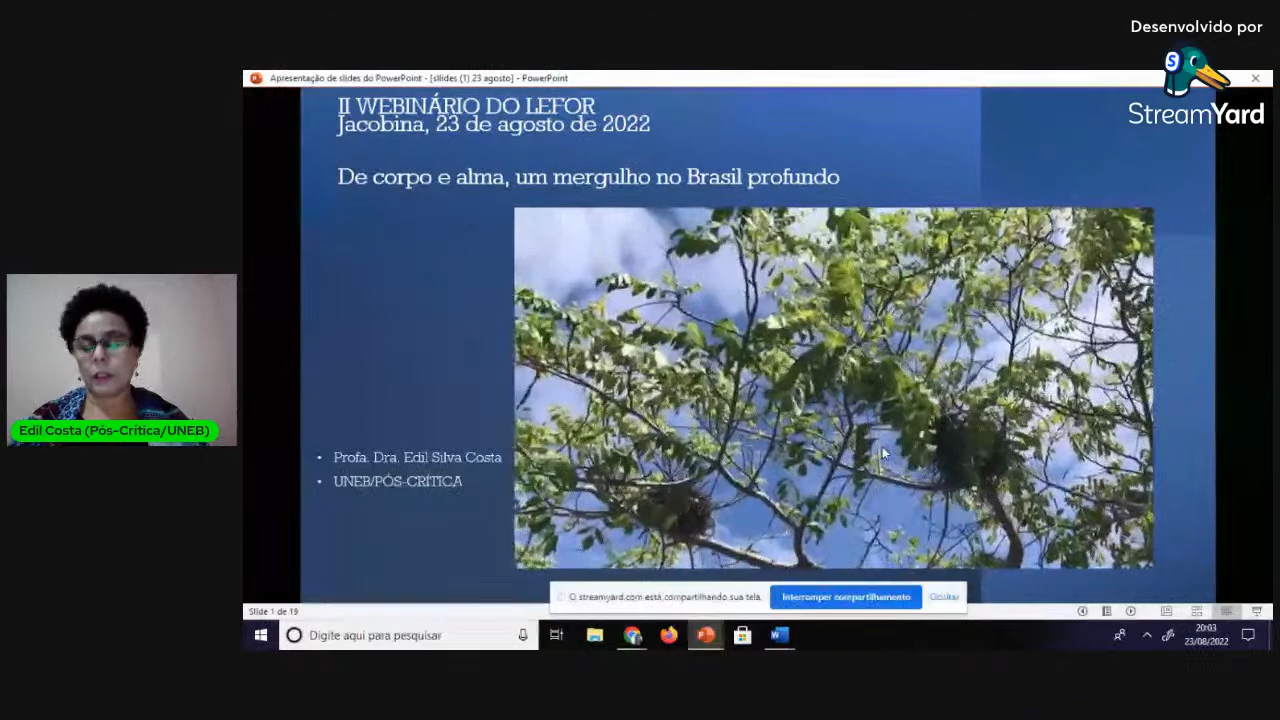 Desenvolvido por
StreamYard
Apresentação de slides do PowerPoint - [slides (1) 23 agosto] - PowerPoint
II WEBINÁRIO DO LEFOR
Jacobina, 23 de agosto de 2022
De corpo e alma, um mergulho no Brasil profundo
Edil Costa (Pós-Crítica/UNEB)
• Profa. Dra. Edil Silva Costa
• UNEB/PÓS-CRÍTICA
O streamyard.com está compartilhando sua tela. Interromper compartilhamento Ocultar
Slide 1 de 19
Digite aqui para pesquisar
20:03
23/08/2022